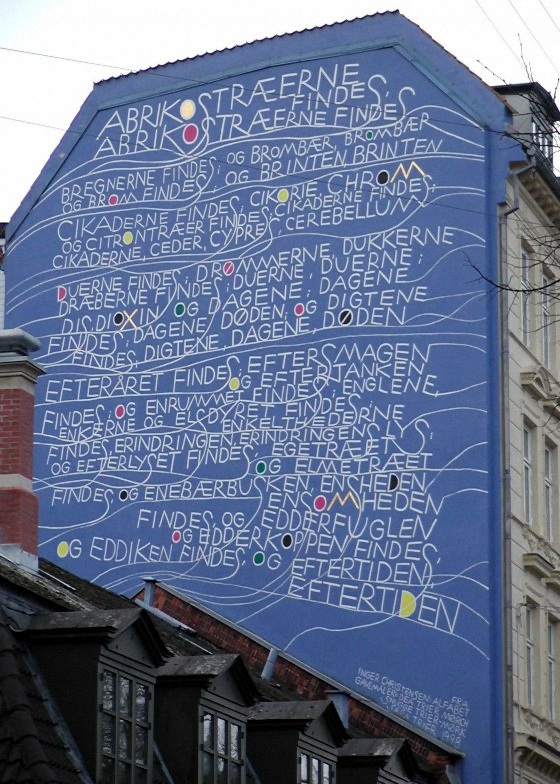 ABRIKOSTRÆERNE FINDES,
ABRIKOSTRÆERNE FINDES
BREGNERNE FINDES; OG BROMBÆR, BROMBÆR
OG BROM FINDES; OG BRINTEN BRINTEN
CIKADERNE FINDES, CIKORIE, CHROM
OG CITRONTRÆER FINDES; CIKADERNE FINDES;
CIKADERNE, CEDER, CYPRES, CEREBELLUM
DUERNE FINDES, DRØMMERNE DUKKERNE
DRÆBERNE FINDES; DUERNE, DUERNE;
DIS, DIOXIN OG DAGENE, DAGENE
FINDES, DAGENE, DØDEN, OG DIGTENE
FINDES, DIGTENE, DAGENE, DØDEN
EFTERÅRET FINDES, EFTERSMAGEN
OG EFTERTANKEN
FINDES, OG ENRUMMET FINDES, ENGLENE,
ENKERNE OG ELSDYRET FINDES
ENKELTHEDERNE
FINDES ERINDRINGEN, ERINDRINGENS LYS;
OG EFTERLYSET FINDES, EGETRÆET
OG ELMETRÆET
FINDES, OG ENEBÆRBUSKEN, ENSHEDEN
ENSOMHEDEN
FINDES, OG EDDERFUGLEN
OG EDDERKOPPEN FINDES,
OG EDDIKEN FINDES, OG EFTERTIDEN,
EFTERTIDEN
INGER CHRISTENSEN: ALFABET
FRA